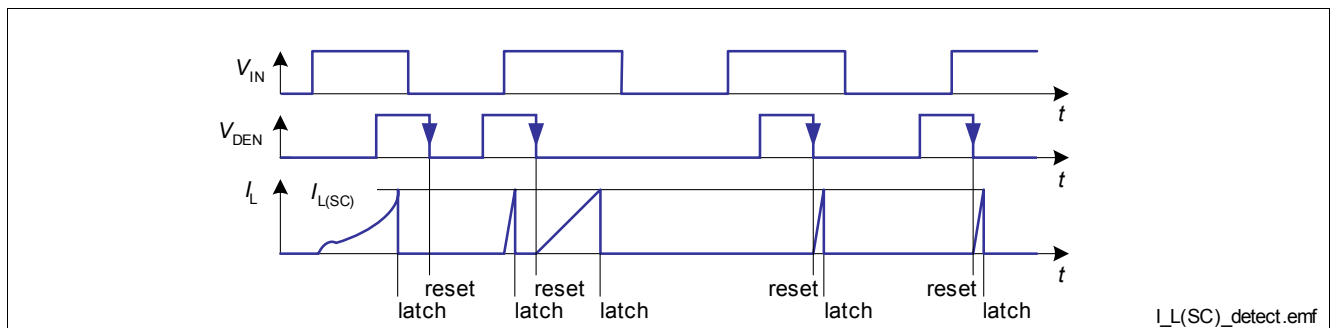 V_IN
t
V_DEN
t
I_L
I_L(SC)
t
reset
reset
reset
reset
latch
latch
latch
latch
latch
I_L(SC)_detect.emf